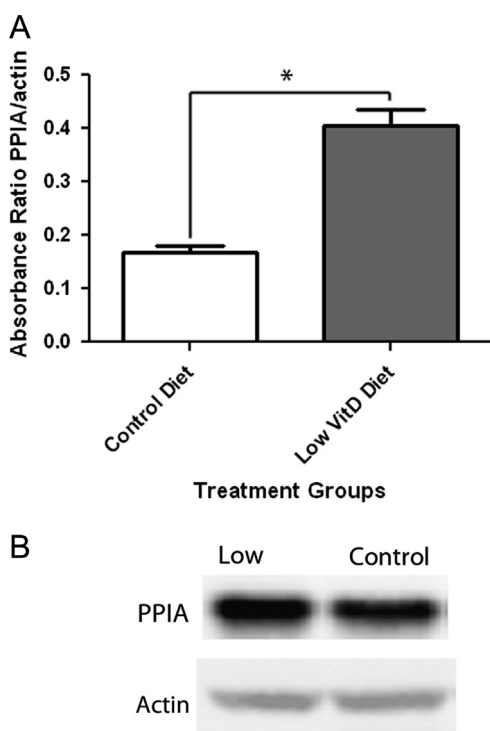 A
Absorbance Ratio PPIA/actin
0.5
0.4
0.3
0.2
0.1
0.0
*
Control Diet
Low VitD Diet
Treatment Groups
B
Low Control
PPIA
Actin